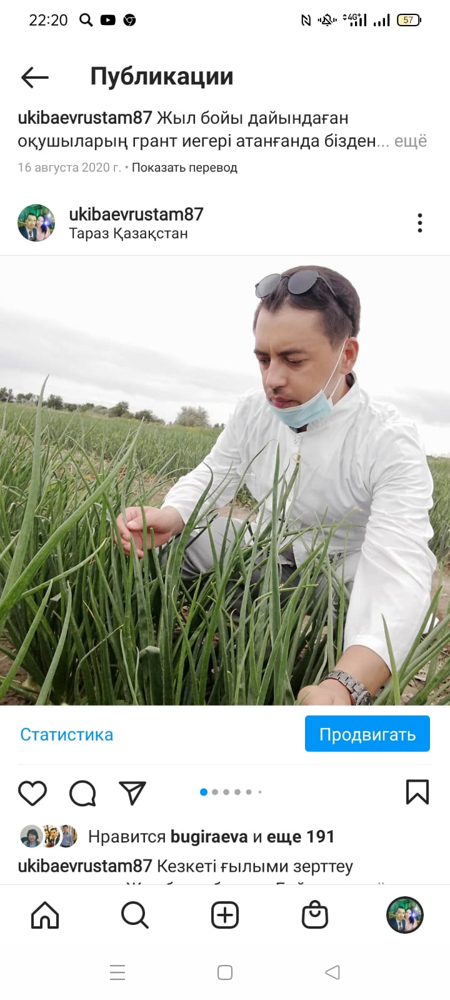 22:20
4G+
57
Публикации
ukibaevrustam87 Жыл бойы дайындаған
оқушыларың грант иегері атанғанда бізден... ещё
16 августа 2020 г. • Показать перевод
ukibaevrustam87
Тараз Қазақстан
Статистика
Продвигать
Нравится bugiraeva и еще 191
ukibaevrustam87 Кезкеті ғылыми зерттеу